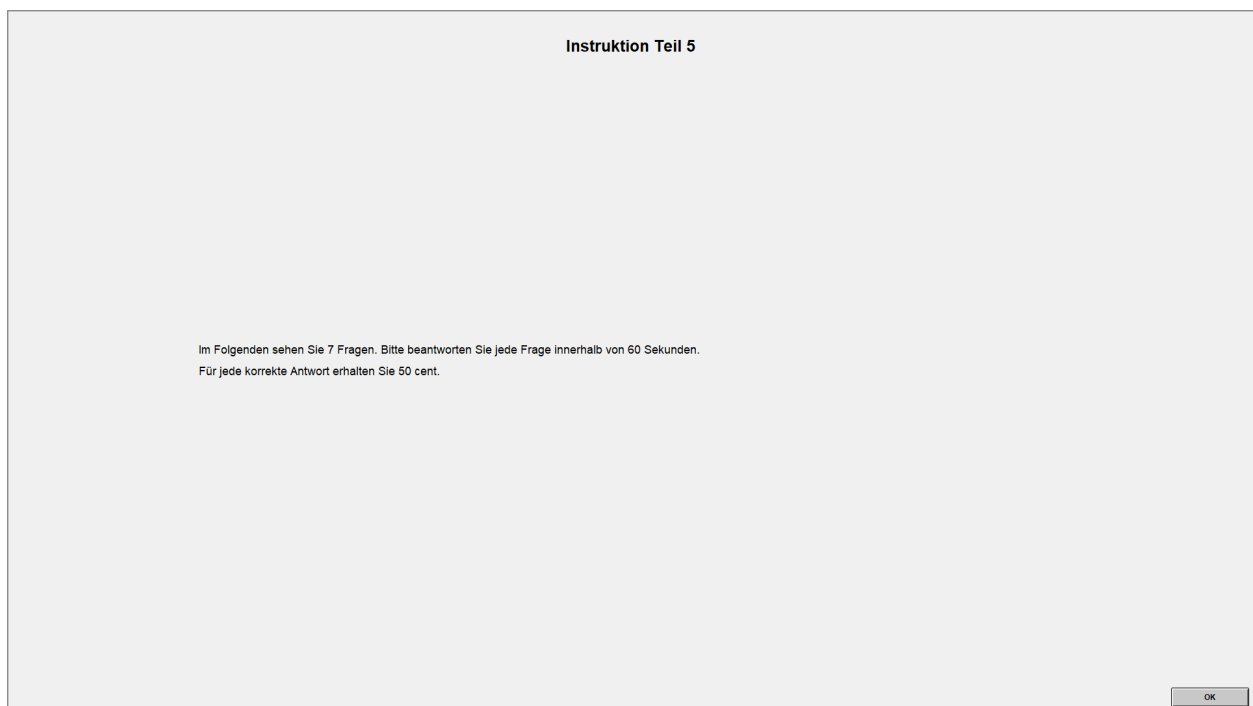 Instruktion Teil 5
Im Folgenden sehen Sie 7 Fragen. Bitte beantworten Sie jede Frage innerhalb von 60 Sekunden.
Für jede korrekte Antwort erhalten Sie 50 cent.
OK